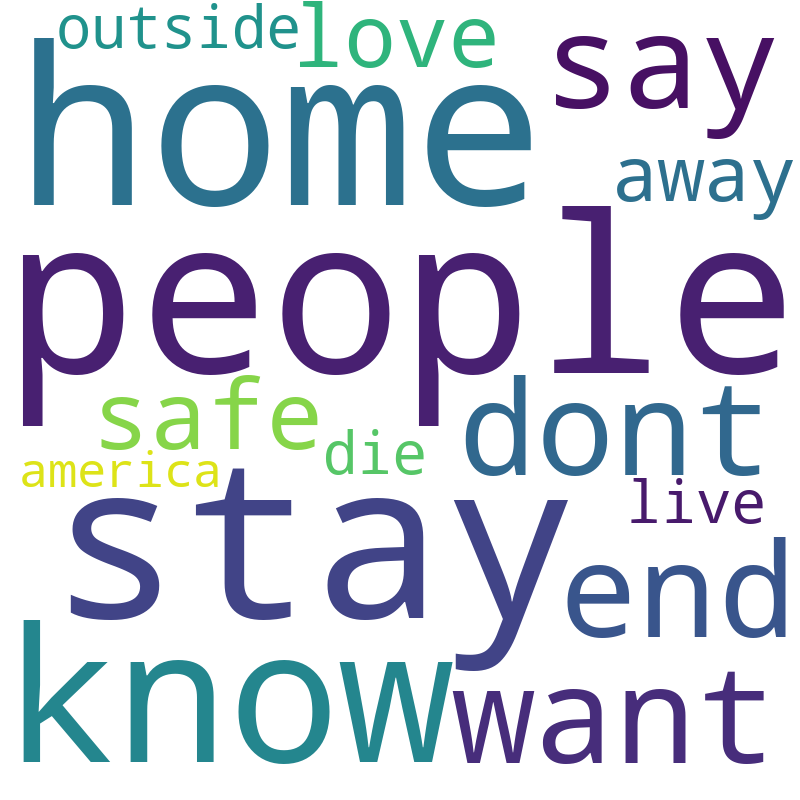 outside love
home say
away
people
safe dont
die
america
live
stay
end
know want